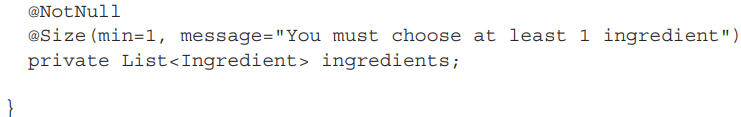 @NotNull
@Size(min=1, message="You must choose at least 1 ingredient")
private List<Ingredient> ingredients;
}